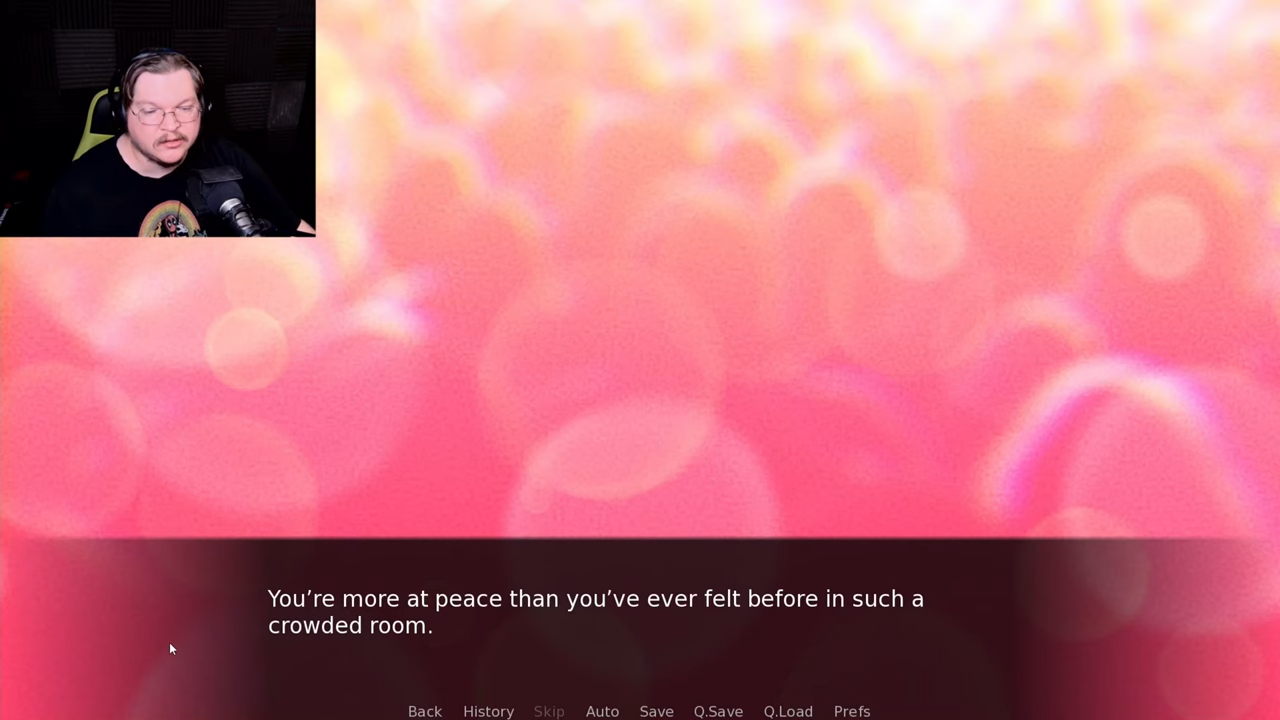 You’re more at peace than you’ve ever felt before in such a
crowded room.
Back History Skip Auto Save Q.Save Q.Load Prefs